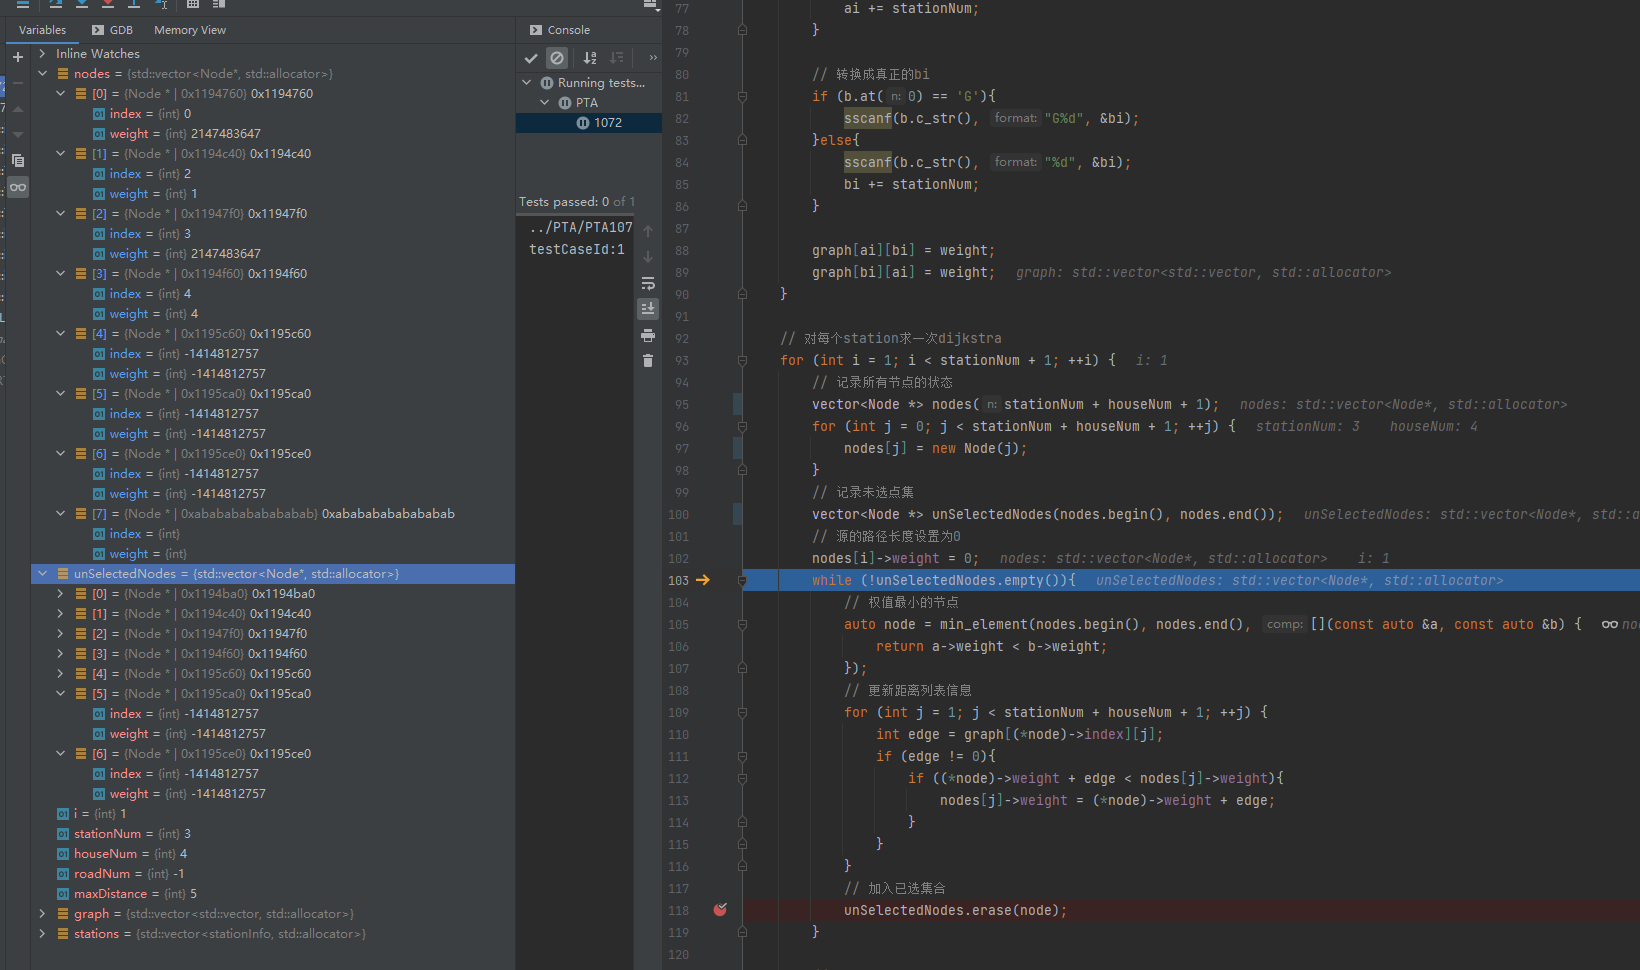 Variables
GDB
Memory View
Inline Watches
nodes = {std::vector<Node*, std::allocator>}
[0] = {Node * | 0x1194760} 0x1194760
index = {int} 0
weight = {int} 2147483647
[1] = {Node * | 0x1194c40} 0x1194c40
index = {int} 2
weight = {int} 1
[2] = {Node * | 0x11947f0} 0x11947f0
index = {int} 3
weight = {int} 2147483647
[3] = {Node * | 0x1194f60} 0x1194f60
index = {int} 4
weight = {int} 4
[4] = {Node * | 0x1195c60} 0x1195c60
index = {int} -1414812757
weight = {int} -1414812757
[5] = {Node * | 0x1195ca0} 0x1195ca0
index = {int} -1414812757
weight = {int} -1414812757
[6] = {Node * | 0x1195ce0} 0x1195ce0
index = {int} -1414812757
weight = {int} -1414812757
[7] = {Node * | 0xabababababababab} 0xabababababababab
index = {int}
weight = {int}
unSelectedNodes = {std::vector<Node*, std::allocator>}
[0] = {Node * | 0x1194ba0} 0x1194ba0
[1] = {Node * | 0x1194c40} 0x1194c40
[2] = {Node * | 0x11947f0} 0x11947f0
[3] = {Node * | 0x1194f60} 0x1194f60
[4] = {Node * | 0x1195c60} 0x1195c60
[5] = {Node * | 0x1195ca0} 0x1195ca0
index = {int} -1414812757
weight = {int} -1414812757
[6] = {Node * | 0x1195ce0} 0x1195ce0
index = {int} -1414812757
weight = {int} -1414812757
i = {int} 1
stationNum = {int} 3
houseNum = {int} 4
roadNum = {int} -1
maxDistance = {int} 5
graph = {std::vector<std::vector, std::allocator>}
stations = {std::vector<stationInfo, std::allocator>}
Console
Running tests...
PTA
1072
Tests passed: 0 of 1
../PTA/PTA107
testCaseId:1
77 ai += stationNum;
78 }
79
80 // 转换成真正的bi
81 if (b.at( n: 0) == 'G'){
82 sscanf(b.c_str(), format: "G%d", &bi);
83 }else{
84 sscanf(b.c_str(), format: "%d", &bi);
85 bi += stationNum;
86 }
87
88 graph[ai][bi] = weight;
89 graph[bi][ai] = weight; graph: std::vector<std::vector, std::allocator>
90 }
91
92 // 对每个station求一次dijkstra
93 for (int i = 1; i < stationNum + 1; ++i) { i: 1
94 // 记录所有节点的状态
95 vector<Node *> nodes( n: stationNum + houseNum + 1); nodes: std::vector<Node*, std::allocator>
96 for (int j = 0; j < stationNum + houseNum + 1; ++j) { stationNum: 3 houseNum: 4
97 nodes[j] = new Node(j);
98 }
99 // 记录未选点集
100 vector<Node *> unSelectedNodes(nodes.begin(), nodes.end()); unSelectedNodes: std::vector<Node*, std::a
101 // 源的路径长度设置为0
102 nodes[i]->weight = 0; nodes: std::vector<Node*, std::allocator> i: 1
103 while (!unSelectedNodes.empty()){ unSelectedNodes: std::vector<Node*, std::allocator>
104 // 权值最小的节点
105 auto node = min_element(nodes.begin(), nodes.end(), comp: [](const auto &a, const auto &b) { no
106 return a->weight < b->weight;
107 });
108 // 更新距离列表信息
109 for (int j = 1; j < stationNum + houseNum + 1; ++j) {
110 int edge = graph[(*node)->index][j];
111 if (edge != 0){
112 if ((*node)->weight + edge < nodes[j]->weight){
113 nodes[j]->weight = (*node)->weight + edge;
114 }
115 }
116 }
117 // 加入已选集合
118 unSelectedNodes.erase(node);
119 }
120